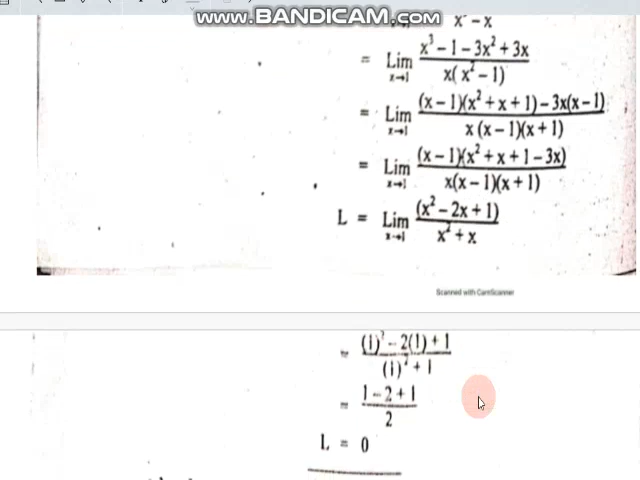 www.BANDICAM.com
x³ - x
= Lim x→1 (x³ - 1 - 3x² + 3x) / (x(x² - 1))
= Lim x→1 ((x - 1)(x² + x + 1) - 3x(x - 1)) / (x(x - 1)(x + 1))
= Lim x→1 ((x - 1)(x² + x + 1 - 3x)) / (x(x - 1)(x + 1))
L = Lim x→1 (x² - 2x + 1) / (x² + x)
Scanned with CamScanner
= ((1)² - 2(1) + 1) / ((1)² + 1)
= (1 - 2 + 1) / 2
L = 0